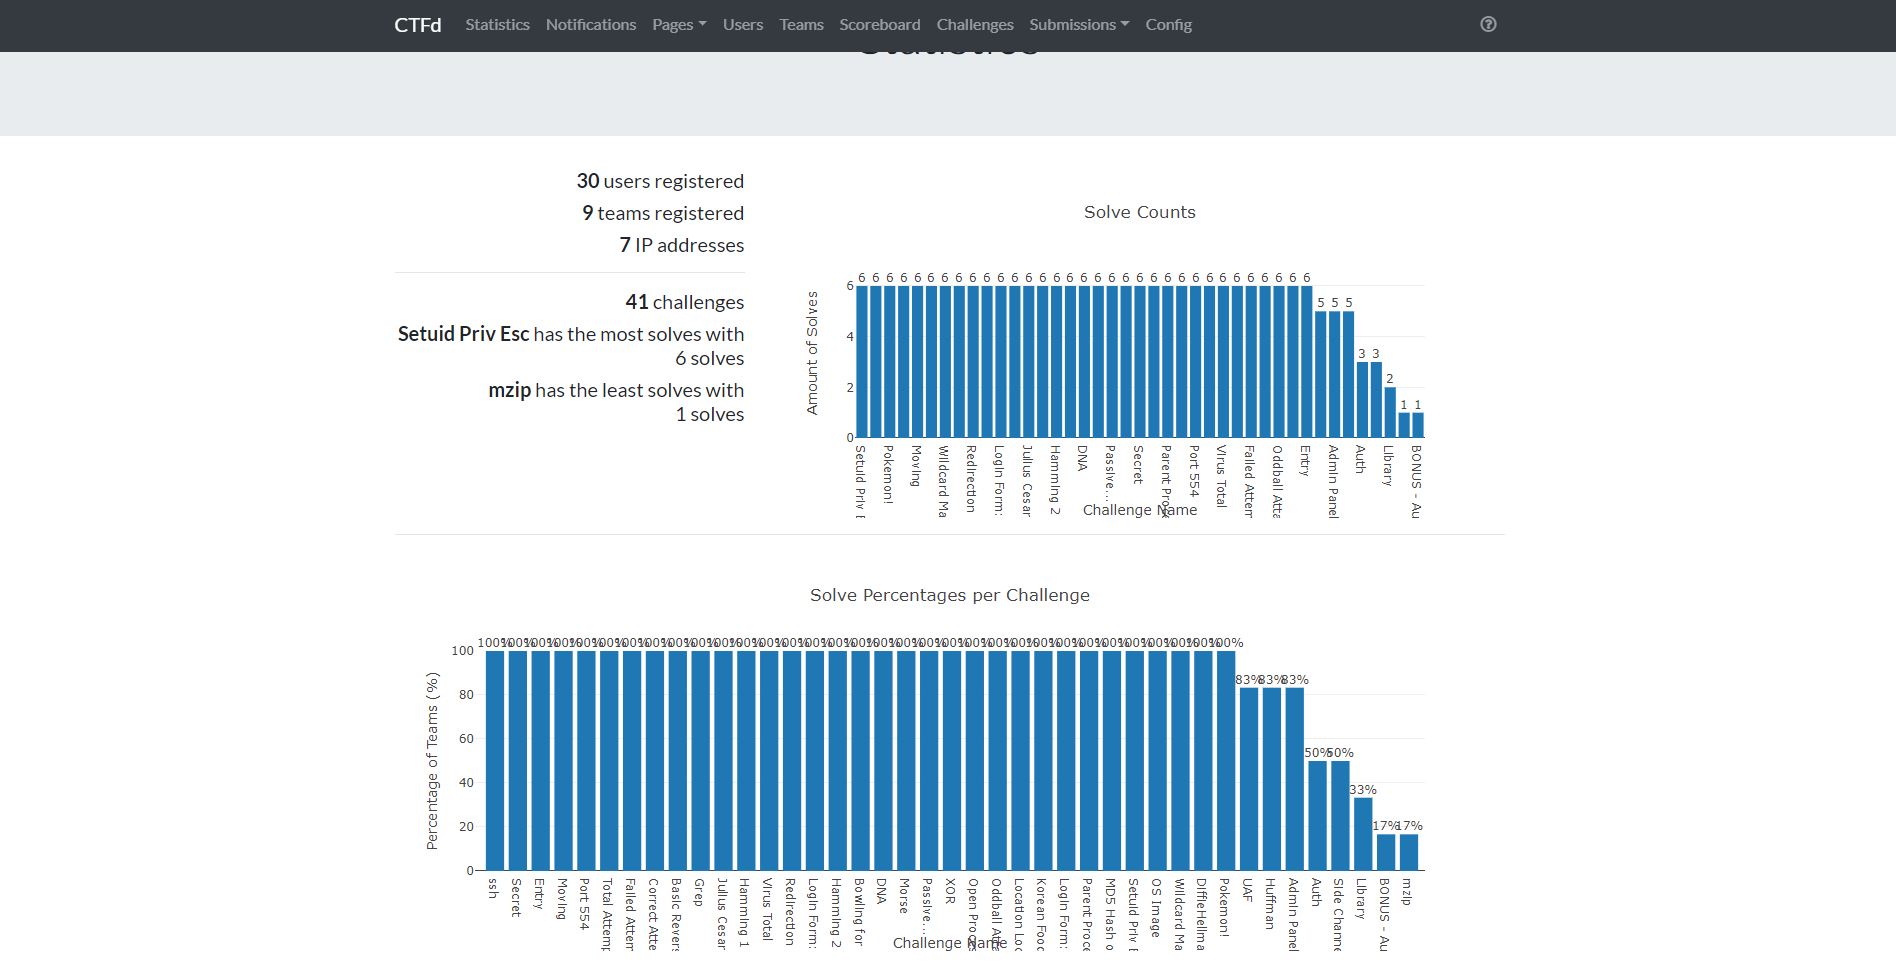 CTFd Statistics Notifications Pages Users Teams Scoreboard Challenges Submissions Config
Statistics
30 users registered
9 teams registered
7 IP addresses
41 challenges
Setuid Priv Esc has the most solves with
6 solves
mzip has the least solves with
1 solves
Solve Counts
6 6 6 6 6 6 6 6 6 6 6 6 6 6 6 6 6 6 6 6 6 6 6 6 6 6 6 6 6 6 6 6 6 5 5 5 3 3 2 1 1
Amount of Solves
6
4
2
0
Setuid Priv E
Pokemon!
Moving
Wildcard Ma
Redirection
Login Form:
Julius Cesar
Hamming 2
DNA
Passive...
Secret
Parent Proc
Port 554
Virus Total
Failed Attem
Oddball Atta
Entry
Admin Panel
Auth
Library
BONUS - Au
Challenge Name
Solve Percentages per Challenge
100% 100% 100% 100% 100% 100% 100% 100% 100% 100% 100% 100% 100% 100% 100% 100% 100% 100% 100% 100% 100% 100% 100% 100% 100% 100% 100% 100% 100% 100% 100% 100% 100% 83% 83% 83% 50% 50% 33% 17% 17%
Percentage of Teams (%)
100
80
60
40
20
0
ssh
Secret
Entry
Moving
Port 554
Total Attemp
Failed Attem
Correct Atte
Basic Revers
Grep
Julius Cesar
Hamming 1
Virus Total
Redirection
Login Form:
Hamming 2
Bowling for
DNA
Morse
Passive...
XOR
Open Proces
Oddball Atta
Location Loc
Korean Food
Login Form:
Parent Proce
MD5 Hash o
Setuid Priv E
OS Image
Wildcard Ma
DiffieHellma
Pokemon!
UAF
Huffman
Admin Panel
Auth
Side Channe
Library
BONUS - Au
mzip
Challenge Name